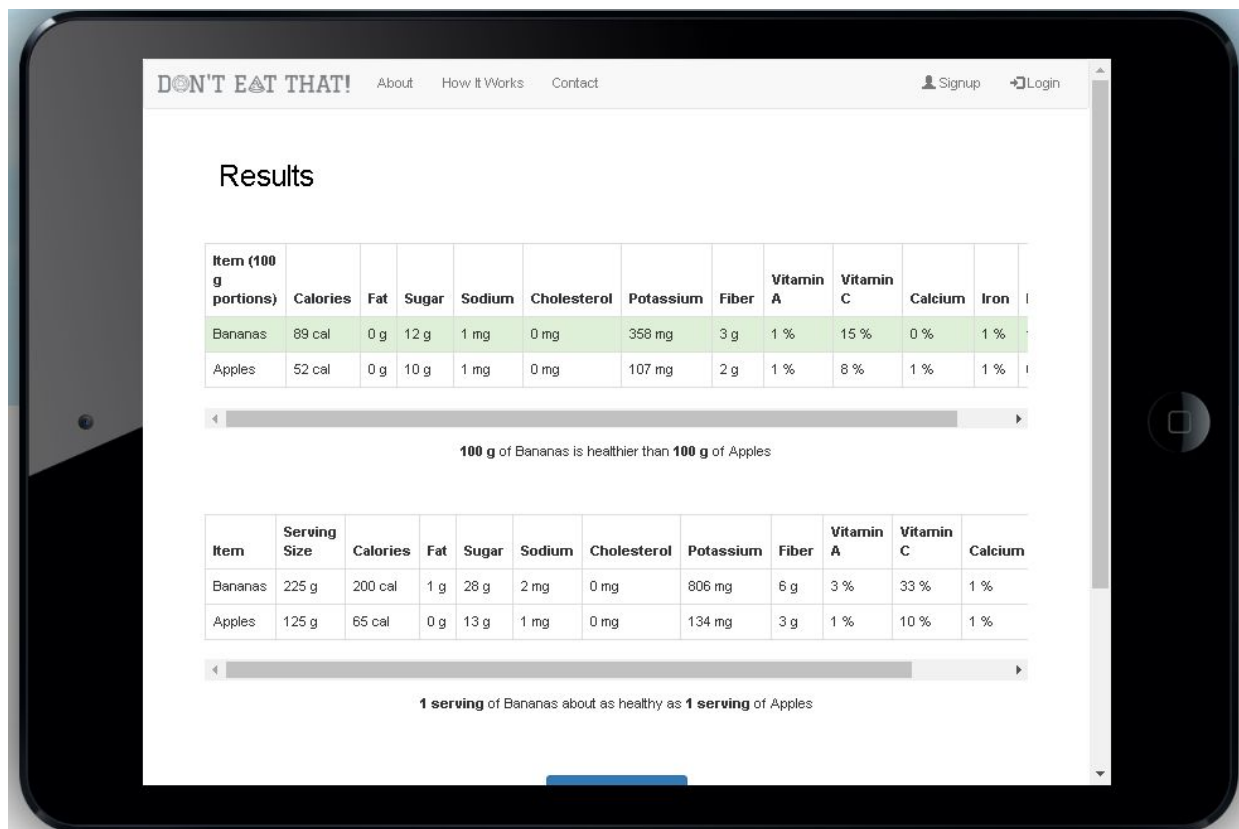 DON'T EAT THAT! About How It Works Contact Signup Login
Results
Item (100 g portions) Calories Fat Sugar Sodium Cholesterol Potassium Fiber Vitamin A Vitamin C Calcium Iron
Bananas 89 cal 0 g 12 g 1 mg 0 mg 358 mg 3 g 1 % 15 % 0 % 1 %
Apples 52 cal 0 g 10 g 1 mg 0 mg 107 mg 2 g 1 % 8 % 1 % 1 %
100 g of Bananas is healthier than 100 g of Apples
Item Serving Size Calories Fat Sugar Sodium Cholesterol Potassium Fiber Vitamin A Vitamin C Calcium
Bananas 225 g 200 cal 1 g 28 g 2 mg 0 mg 806 mg 6 g 3 % 33 % 1 %
Apples 125 g 65 cal 0 g 13 g 1 mg 0 mg 134 mg 3 g 1 % 10 % 1 %
1 serving of Bananas about as healthy as 1 serving of Apples